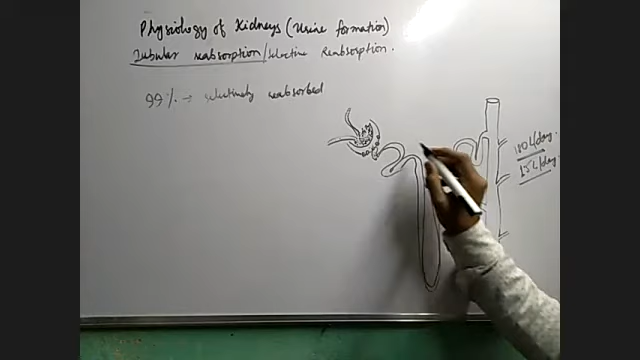 Physiology of Kidneys (Urine formation)
Tubular reabsorption/Selective Reabsorption.
99% → selectively reabsorbed
180 L/day.
1.5 L/day.